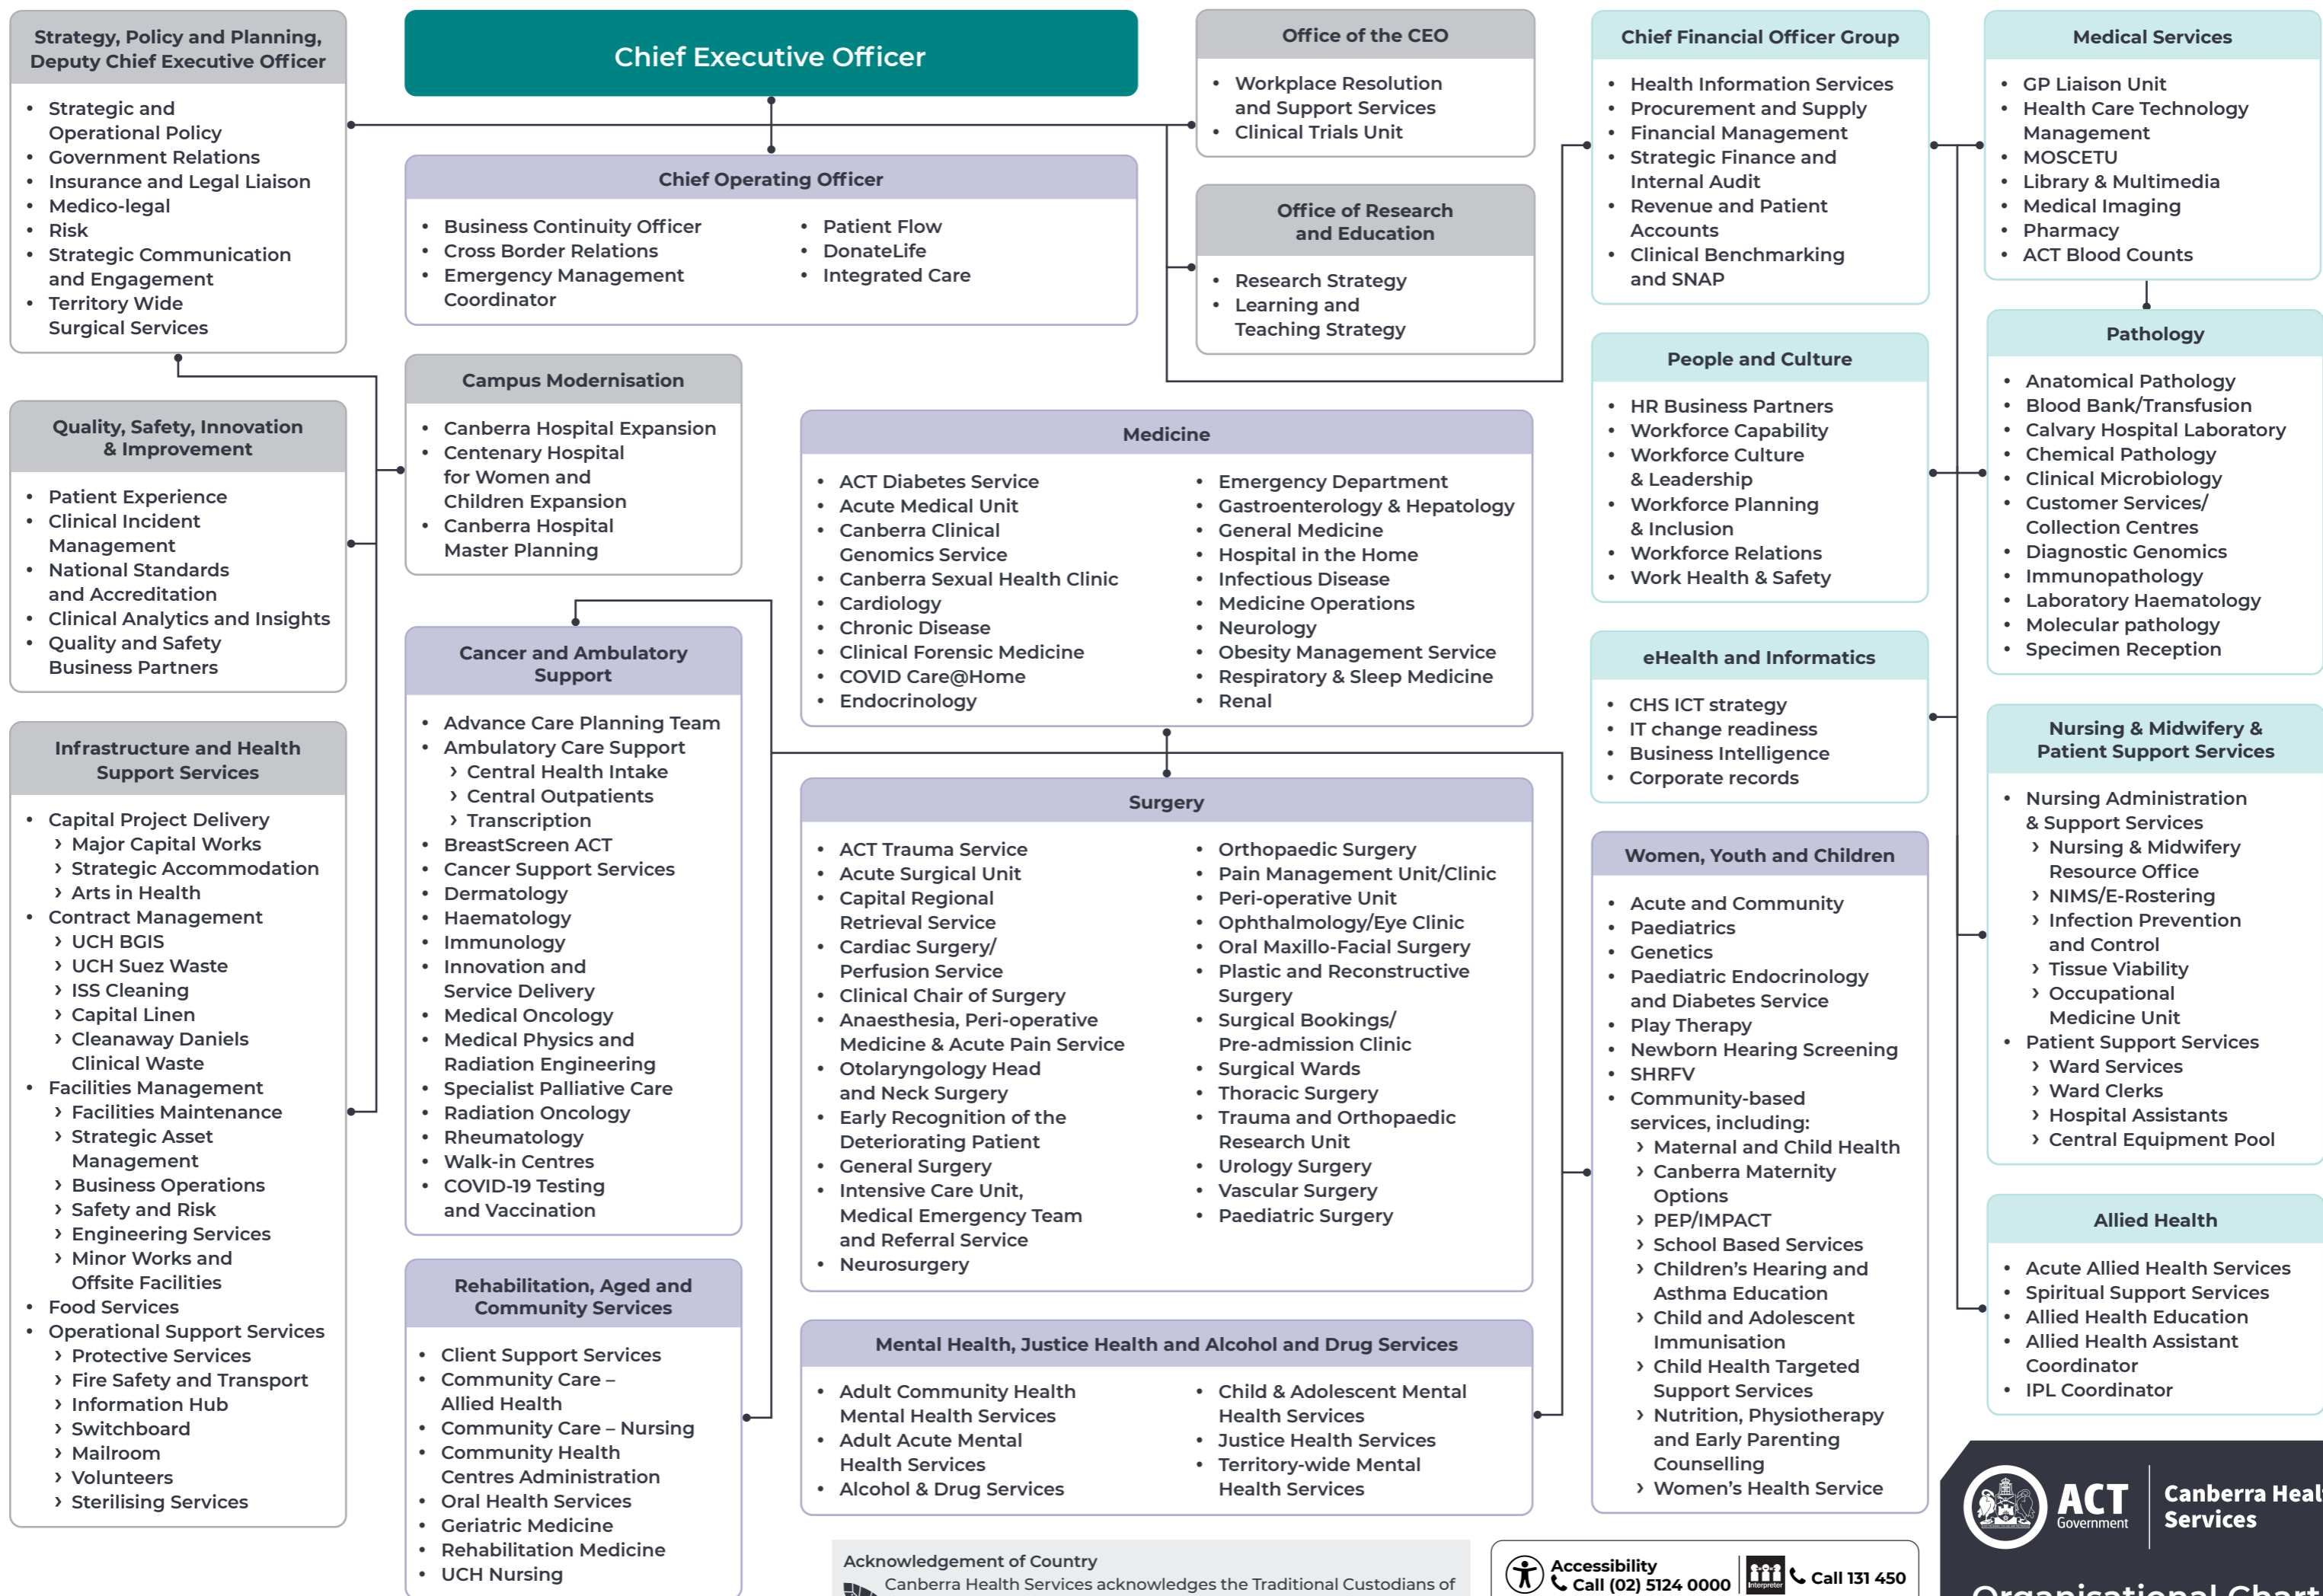 Strategy, Policy and Planning,
Deputy Chief Executive Officer
• Strategic and
Operational Policy
• Government Relations
• Insurance and Legal Liaison
• Medico-legal
• Risk
• Strategic Communication
and Engagement
• Territory Wide
Surgical Services
Chief Executive Officer
Chief Operating Officer
• Business Continuity Officer
• Cross Border Relations
• Emergency Management
Coordinator
• Patient Flow
• DonateLife
• Integrated Care
Office of the CEO
• Workplace Resolution
and Support Services
• Clinical Trials Unit
Office of Research
and Education
• Research Strategy
• Learning and
Teaching Strategy
Chief Financial Officer Group
• Health Information Services
• Procurement and Supply
• Financial Management
• Strategic Finance and
Internal Audit
• Revenue and Patient
Accounts
• Clinical Benchmarking
and SNAP
Medical Services
• GP Liaison Unit
• Health Care Technology
Management
• MOSCETU
• Library & Multimedia
• Medical Imaging
• Pharmacy
• ACT Blood Counts
Quality, Safety, Innovation
& Improvement
• Patient Experience
• Clinical Incident
Management
• National Standards
and Accreditation
• Clinical Analytics and Insights
• Quality and Safety
Business Partners
Campus Modernisation
• Canberra Hospital Expansion
• Centenary Hospital
for Women and
Children Expansion
• Canberra Hospital
Master Planning
Medicine
• ACT Diabetes Service
• Acute Medical Unit
• Canberra Clinical
Genomics Service
• Canberra Sexual Health Clinic
• Cardiology
• Chronic Disease
• Clinical Forensic Medicine
• COVID Care@Home
• Endocrinology
• Emergency Department
• Gastroenterology & Hepatology
• General Medicine
• Hospital in the Home
• Infectious Disease
• Medicine Operations
• Neurology
• Obesity Management Service
• Respiratory & Sleep Medicine
• Renal
People and Culture
• HR Business Partners
• Workforce Capability
• Workforce Culture
& Leadership
• Workforce Planning
& Inclusion
• Workforce Relations
• Work Health & Safety
Pathology
• Anatomical Pathology
• Blood Bank/Transfusion
• Calvary Hospital Laboratory
• Chemical Pathology
• Clinical Microbiology
• Customer Services/
Collection Centres
• Diagnostic Genomics
• Immunopathology
• Laboratory Haematology
• Molecular pathology
• Specimen Reception
Infrastructure and Health
Support Services
• Capital Project Delivery
› Major Capital Works
› Strategic Accommodation
› Arts in Health
• Contract Management
› UCH BGIS
› UCH Suez Waste
› ISS Cleaning
› Capital Linen
› Cleanaway Daniels
Clinical Waste
• Facilities Management
› Facilities Maintenance
› Strategic Asset
Management
› Business Operations
› Safety and Risk
› Engineering Services
› Minor Works and
Offsite Facilities
• Food Services
• Operational Support Services
› Protective Services
› Fire Safety and Transport
› Information Hub
› Switchboard
› Mailroom
› Volunteers
› Sterilising Services
Cancer and Ambulatory
Support
• Advance Care Planning Team
• Ambulatory Care Support
› Central Health Intake
› Central Outpatients
› Transcription
• BreastScreen ACT
• Cancer Support Services
• Dermatology
• Haematology
• Immunology
• Innovation and
Service Delivery
• Medical Oncology
• Medical Physics and
Radiation Engineering
• Specialist Palliative Care
• Radiation Oncology
• Rheumatology
• Walk-in Centres
• COVID-19 Testing
and Vaccination
Surgery
• ACT Trauma Service
• Acute Surgical Unit
• Capital Regional
Retrieval Service
• Cardiac Surgery/
Perfusion Service
• Clinical Chair of Surgery
• Anaesthesia, Peri-operative
Medicine & Acute Pain Service
• Otolaryngology Head
and Neck Surgery
• Early Recognition of the
Deteriorating Patient
• General Surgery
• Intensive Care Unit,
Medical Emergency Team
and Referral Service
• Neurosurgery
• Orthopaedic Surgery
• Pain Management Unit/Clinic
• Peri-operative Unit
• Ophthalmology/Eye Clinic
• Oral Maxillo-Facial Surgery
• Plastic and Reconstructive
Surgery
• Surgical Bookings/
Pre-admission Clinic
• Surgical Wards
• Thoracic Surgery
• Trauma and Orthopaedic
Research Unit
• Urology Surgery
• Vascular Surgery
• Paediatric Surgery
eHealth and Informatics
• CHS ICT strategy
• IT change readiness
• Business Intelligence
• Corporate records
Women, Youth and Children
• Acute and Community
• Paediatrics
• Genetics
• Paediatric Endocrinology
and Diabetes Service
• Play Therapy
• Newborn Hearing Screening
• SHRFV
• Community-based
services, including:
› Maternal and Child Health
› Canberra Maternity
Options
› PEP/IMPACT
› School Based Services
› Children’s Hearing and
Asthma Education
› Child and Adolescent
Immunisation
› Child Health Targeted
Support Services
› Nutrition, Physiotherapy
and Early Parenting
Counselling
› Women’s Health Service
Nursing & Midwifery &
Patient Support Services
• Nursing Administration
& Support Services
› Nursing & Midwifery
Resource Office
› NIMS/E-Rostering
› Infection Prevention
and Control
› Tissue Viability
› Occupational
Medicine Unit
• Patient Support Services
› Ward Services
› Ward Clerks
› Hospital Assistants
› Central Equipment Pool
Allied Health
• Acute Allied Health Services
• Spiritual Support Services
• Allied Health Education
• Allied Health Assistant
Coordinator
• IPL Coordinator
Rehabilitation, Aged and
Community Services
• Client Support Services
• Community Care –
Allied Health
• Community Care – Nursing
• Community Health
Centres Administration
• Oral Health Services
• Geriatric Medicine
• Rehabilitation Medicine
• UCH Nursing
Mental Health, Justice Health and Alcohol and Drug Services
• Adult Community Health
Mental Health Services
• Adult Acute Mental
Health Services
• Alcohol & Drug Services
• Child & Adolescent Mental
Health Services
• Justice Health Services
• Territory-wide Mental
Health Services
Acknowledgement of Country
Canberra Health Services acknowledges the Traditional Custodians of
Accessibility
Call (02) 5124 0000
Interpreter
Call 131 450
ACT
Government
Canberra Heal
Services
Organisational Chart